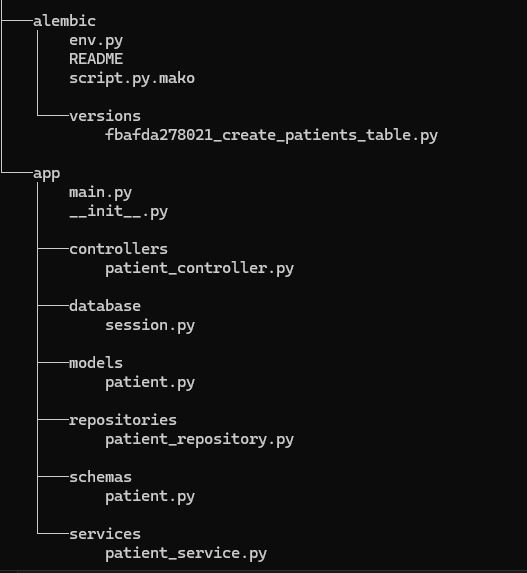 alembic
env.py
README
script.py.mako
versions
fbafda278021_create_patients_table.py
app
main.py
__init__.py
controllers
patient_controller.py
database
session.py
models
patient.py
repositories
patient_repository.py
schemas
patient.py
services
patient_service.py